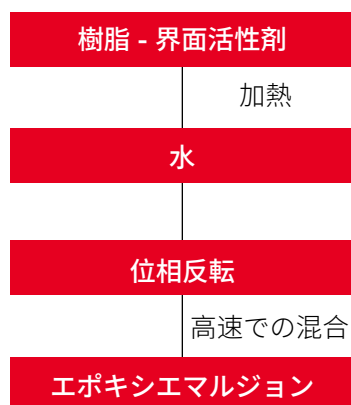 樹脂 - 界面活性剤
加熱
水
位相反転
高速での混合
エポキシエマルジョン